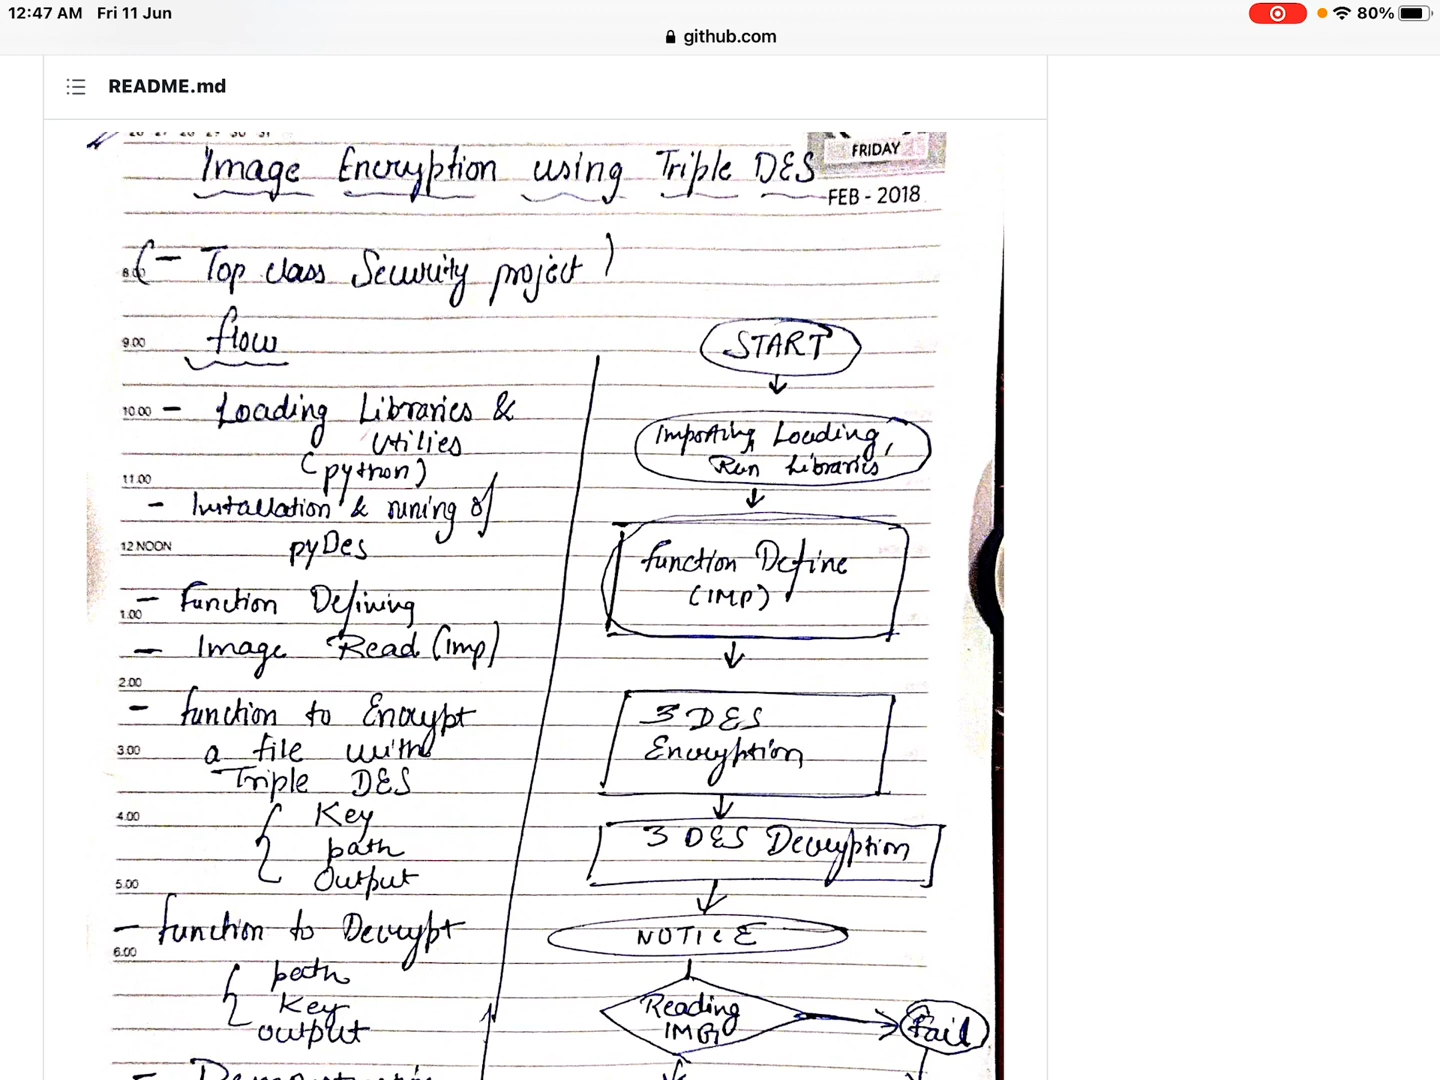 12:47 AM Fri 11 Jun
80%
github.com
README.md
FRIDAY
FEB - 2018
Image Encryption using Triple DES
(- Top class Security project)
8.00
flow
9.00
10.00
- Loading Libraries &
Utilies
(python)
11.00
- Installation & runing of
pyDes
12 NOON
- Function Defining
1.00
- Image Read (imp)
2.00
- function to Encrypt
a file with
3.00
Triple DES
Key
4.00
path
Output
5.00
- function to Decrypt
6.00
path
Key
output
START
Importing, Loading,
Run Libraries
function Define
(IMP)
3 DES
Encryption
3 DES Decryption
NOTICE
Reading
IMG
Fail